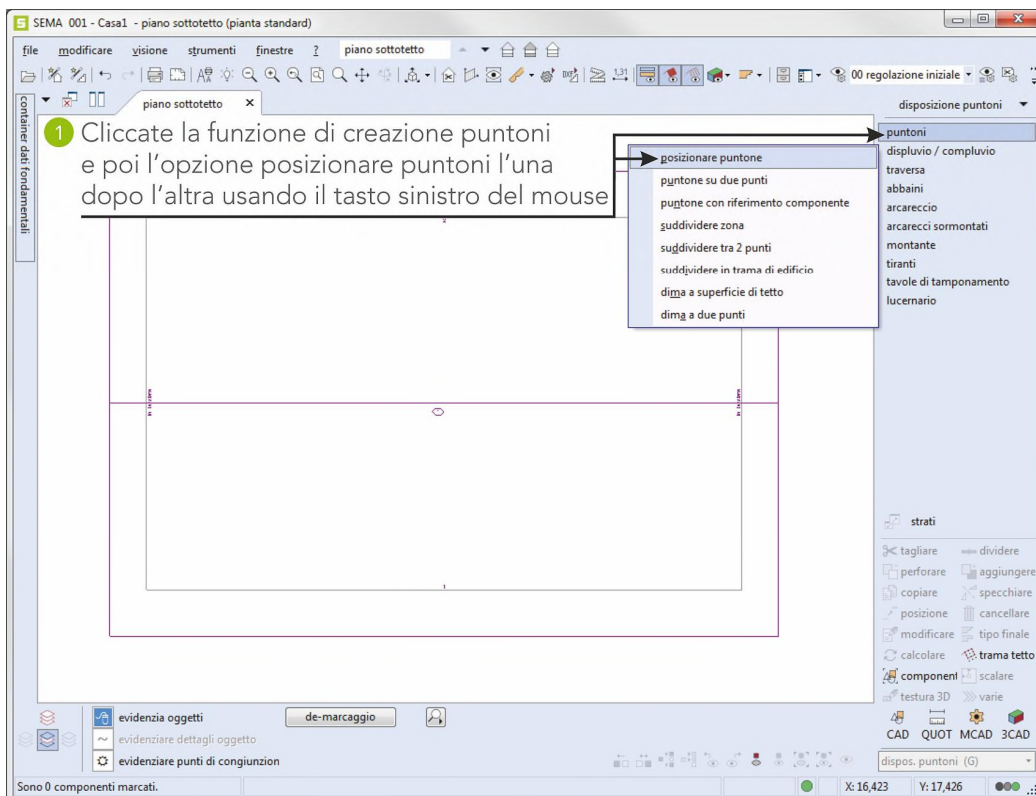 SEMA 001 - Casa1 - piano sottotetto (pianta standard)
file modificare visione strumenti finestre ? piano sottotetto
00 regolazione iniziale
container dati fondamentali
piano sottotetto
disposizione puntoni
1 Cliccate la funzione di creazione puntoni
e poi l'opzione posizionare puntoni l'una
dopo l'altra usando il tasto sinistro del mouse
posizionare puntone
puntone su due punti
puntone con riferimento componente
suddividere zona
suddividere tra 2 punti
suddividere in trama di edificio
dima a superficie di tetto
dima a due punti
puntoni
displuvio / compluvio
traversa
abbaini
arcareccio
arcarecci sormontati
montante
tiranti
tavole di tamponamento
lucernario
strati
tagliare dividere
perforare aggiungere
copiare specchiare
posizione cancellare
modificare tipo finale
calcolare trama tetto
component scalare
testura 3D varie
CAD QUOT MCAD 3CAD
dispos. puntoni (G)
evidenzia oggetti de-marcaggio
evidenziare dettagli oggetto
evidenziare punti di congiunzion
Sono 0 componenti marcati. X: 16,423 Y: 17,426